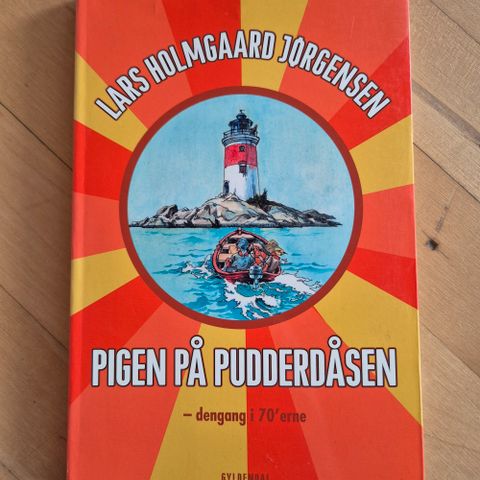 LARS HOLMGAARD JØRGENSEN
PIGEN PÅ PUDDERDÅSEN
– dengang i 70'erne
GYLDENDAL